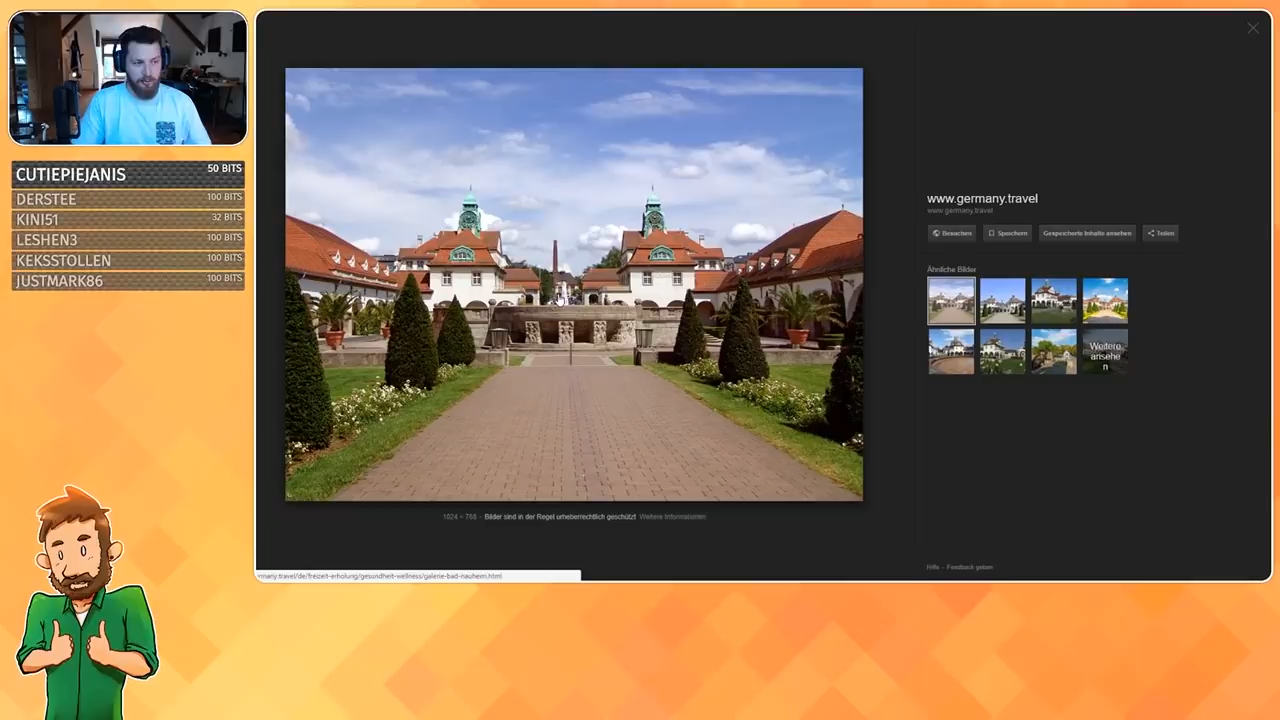 CUTIEPIEJANIS 50 BITS
DERSTEE 100 BITS
KINI51 32 BITS
LESHEN3 100 BITS
KEKSSTOLLEN 100 BITS
JUSTMARK86 100 BITS
www.germany.travel
www.germany.travel
Besuchen Speichern Gespeicherte Inhalte ansehen Teilen
Ähnliche Bilder
Weitere
ansehe
n
1024 × 768 - Bilder sind in der Regel urheberrechtlich geschützt Weitere Informationen
Hilfe - Feedback geben
rmany.travel/de/freizeit-erholung/gesundheit-wellness/galerie-bad-nauheim.html